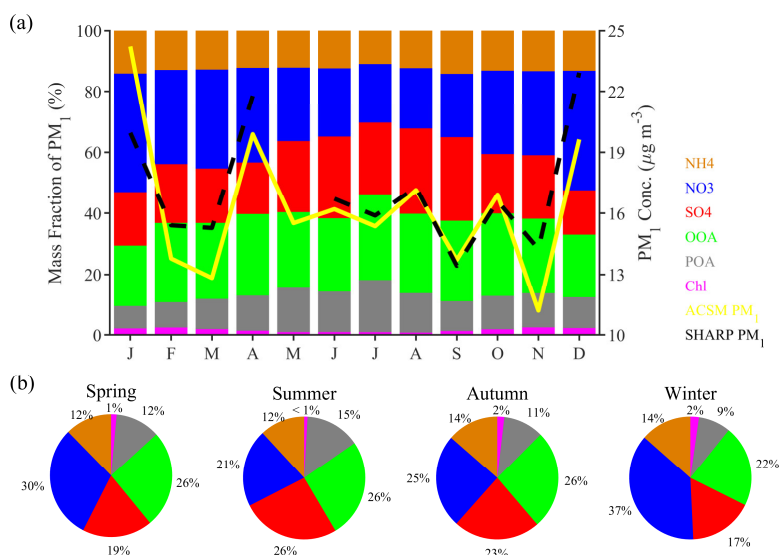 (a)
100
80
60
40
20
0
Mass Fraction of PM1 (%)
25
22
19
16
13
10
PM1 Conc. (μg m-3)
J F M A M J J A S O N D
NH4
NO3
SO4
OOA
POA
Chl
ACSM PM1
SHARP PM1
(b)
Spring
1%
12%
12%
30%
26%
19%
Summer
< 1%
12%
15%
21%
26%
26%
Autumn
2%
14%
11%
25%
26%
23%
Winter
2%
14%
9%
22%
37%
17%